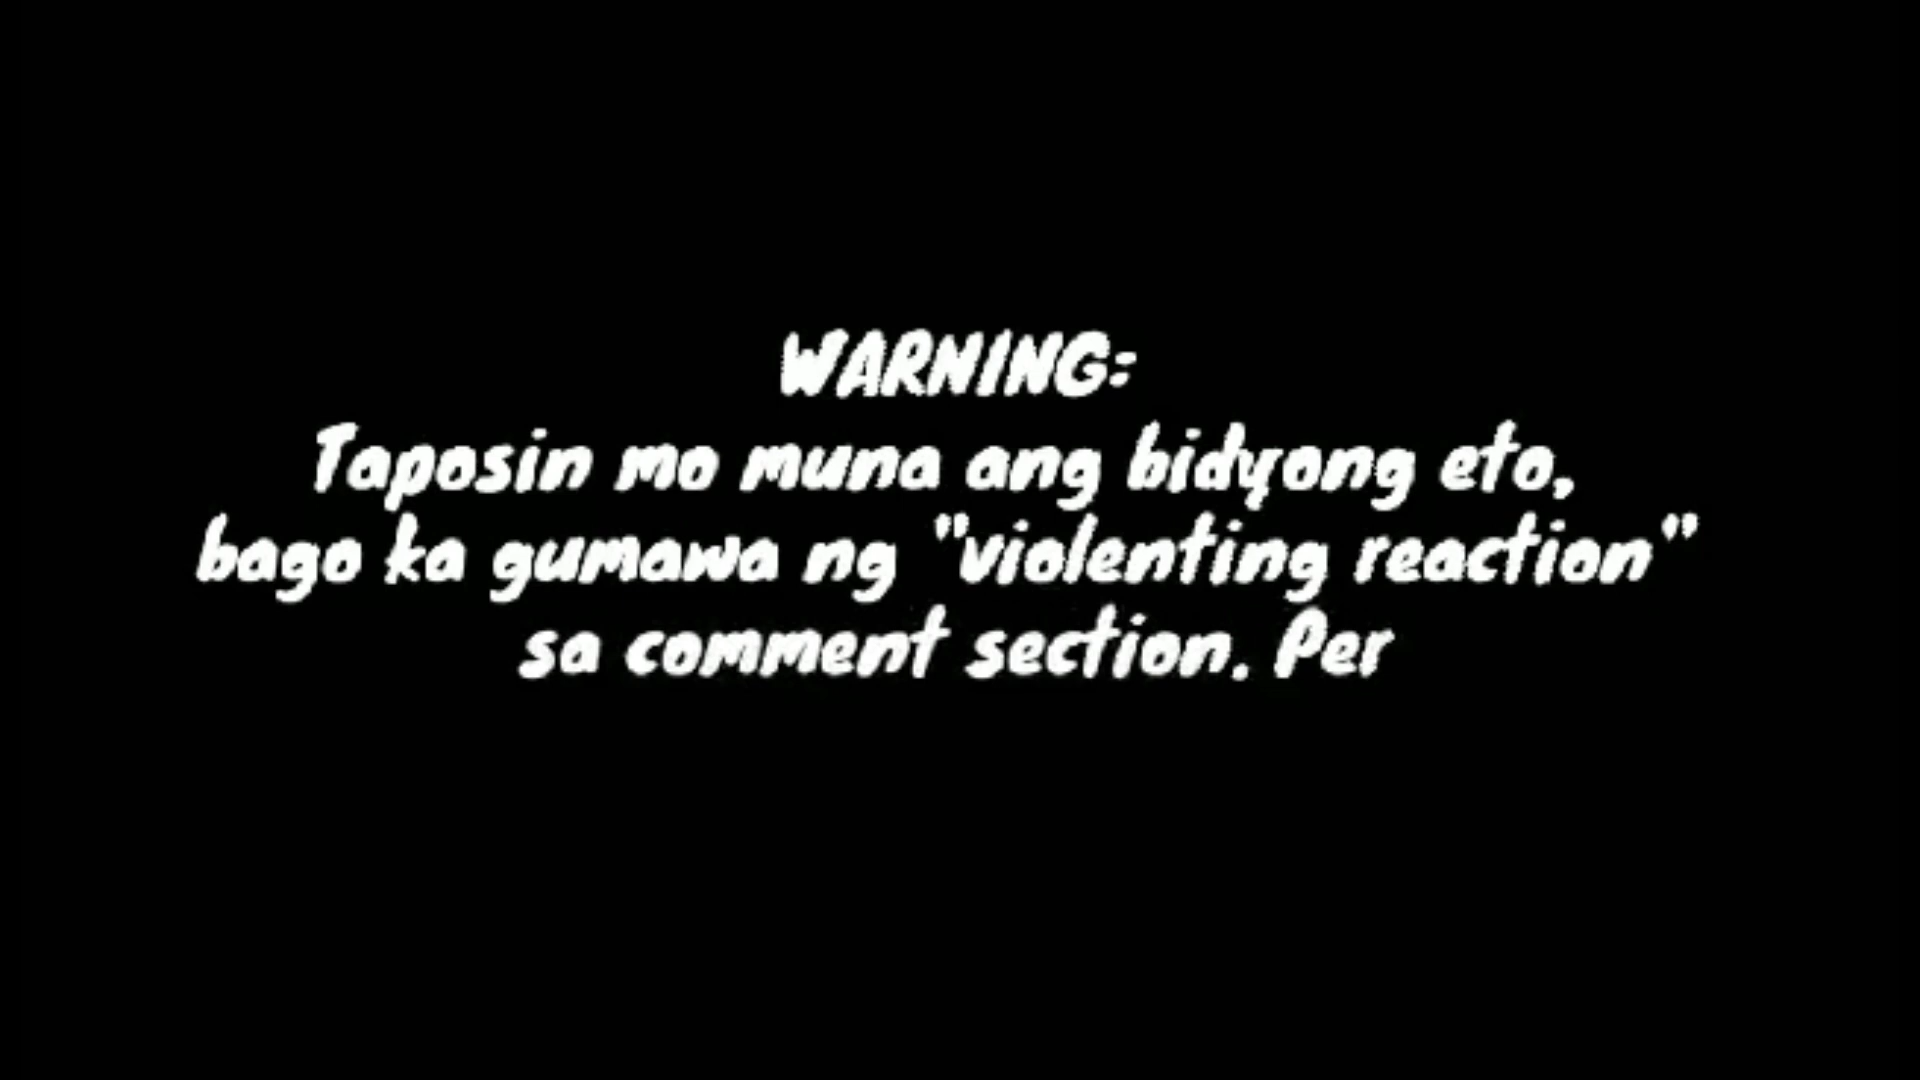 WARNING:
Taposin mo muna ang bidyong eto,
bago ka gumawa ng "violenting reaction"
sa comment section. Per